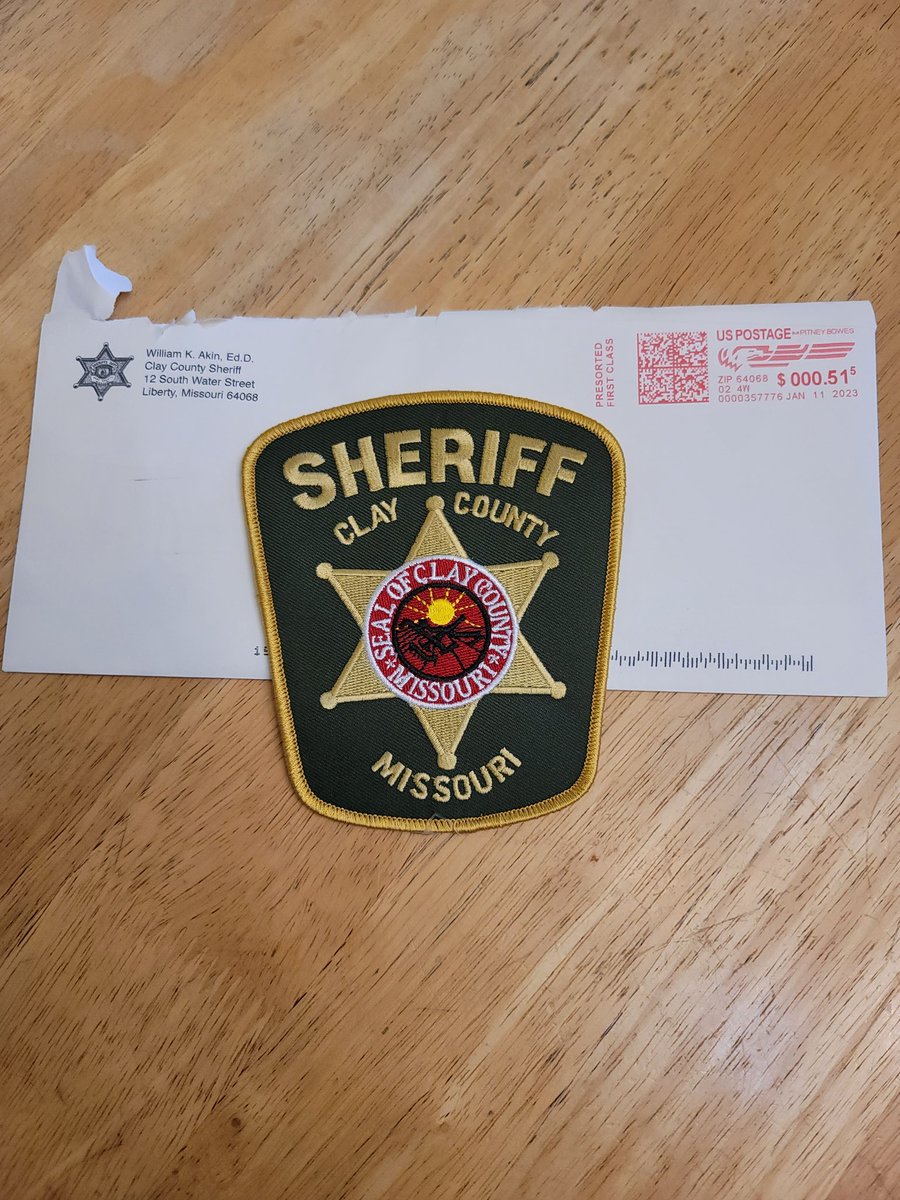 William K. Akin, Ed.D.
Clay County Sheriff
12 South Water Street
Liberty, Missouri 64068
PRESORTED
FIRST CLASS
US POSTAGE PITNEY BOWES
ZIP 64068
02 4W
$ 000.51⁵
0000357776 JAN 11 2023
SHERIFF
CLAY COUNTY
SEAL OF CLAY COUNTY
MISSOURI
MISSOURI